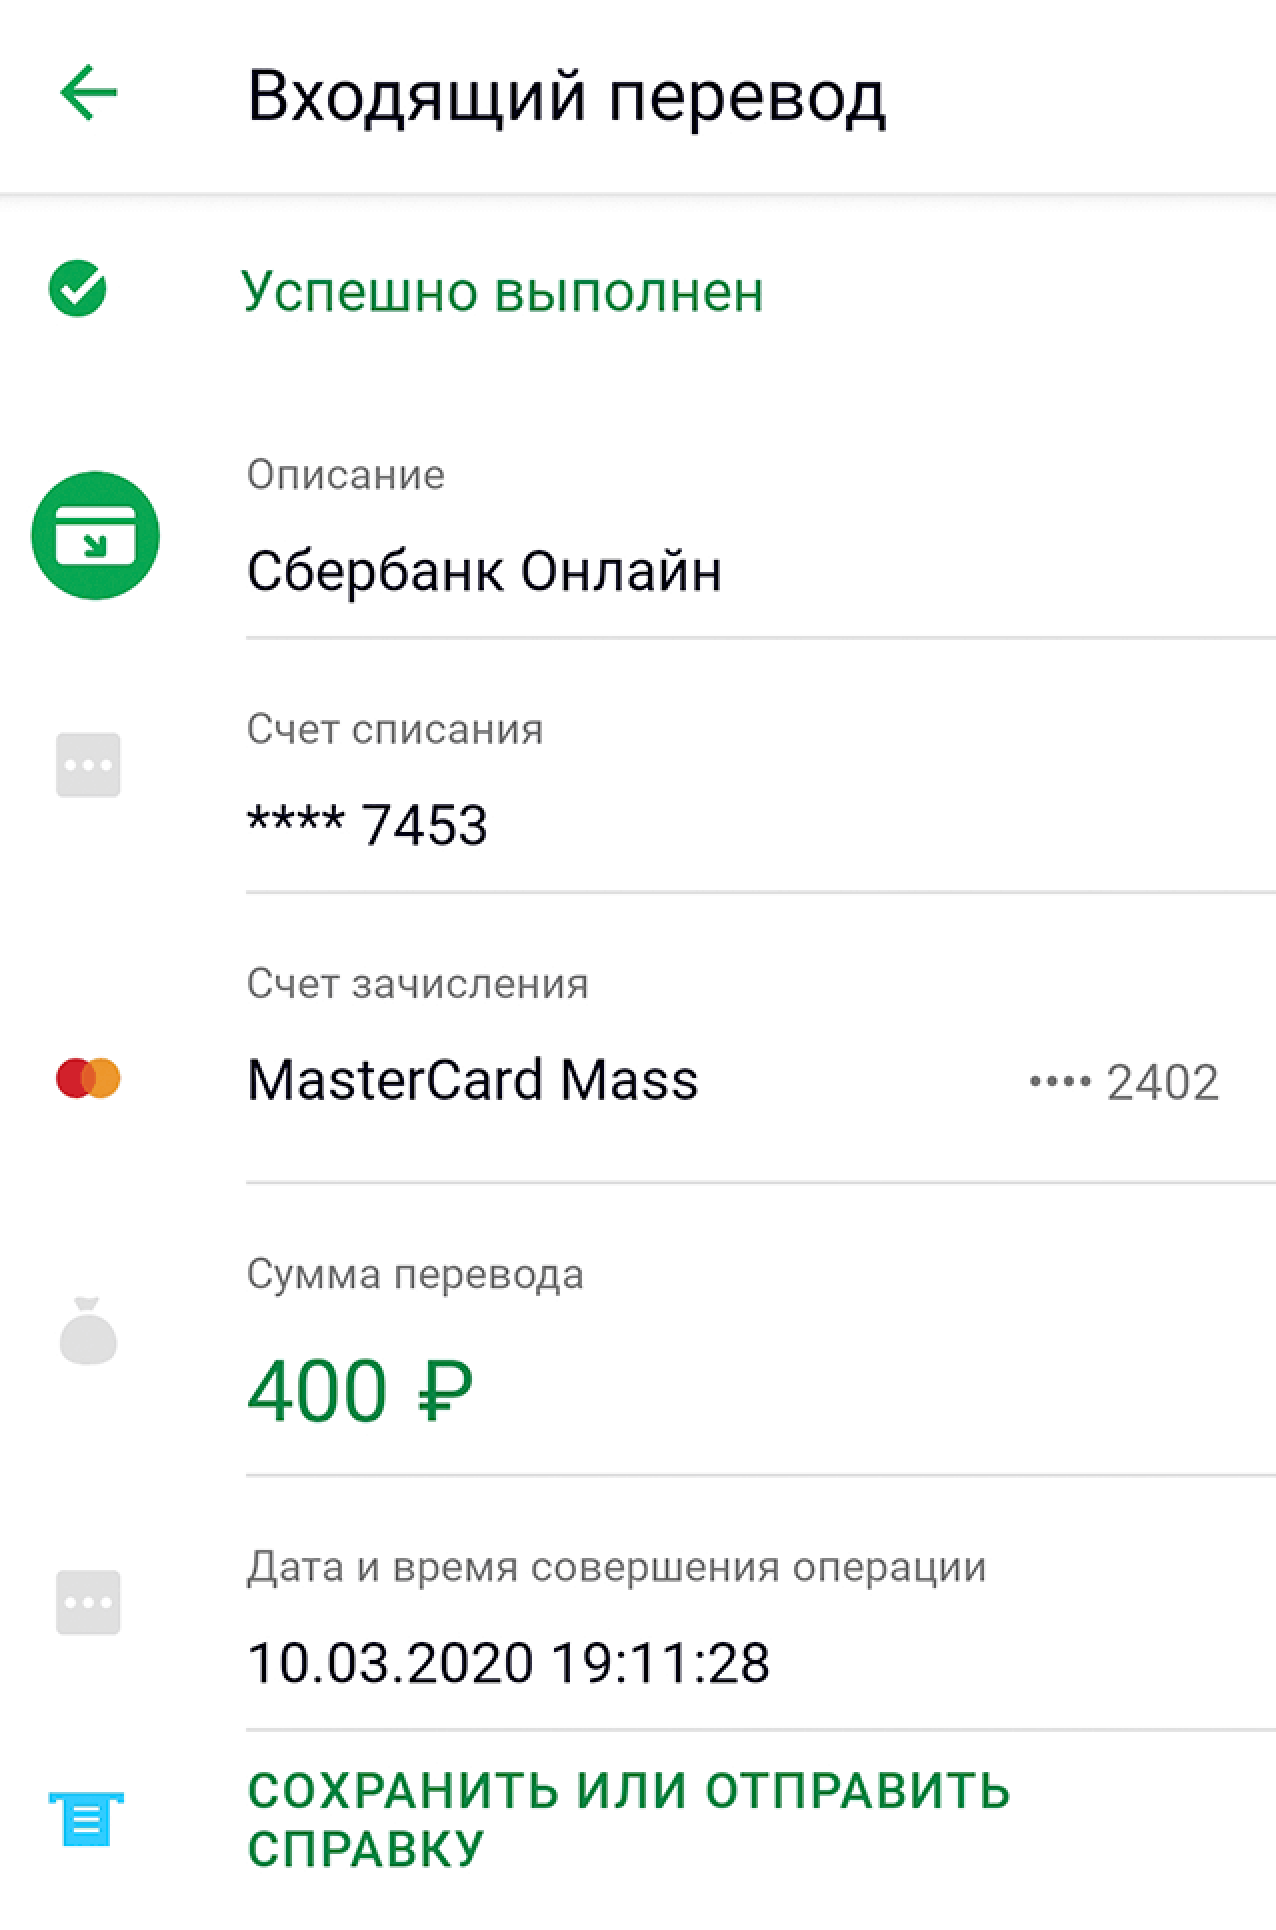 Входящий перевод
Успешно выполнен
Описание
Сбербанк Онлайн
Счет списания
**** 7453
Счет зачисления
MasterCard Mass •••• 2402
Сумма перевода
400 ₽
Дата и время совершения операции
10.03.2020 19:11:28
СОХРАНИТЬ ИЛИ ОТПРАВИТЬ
СПРАВКУ